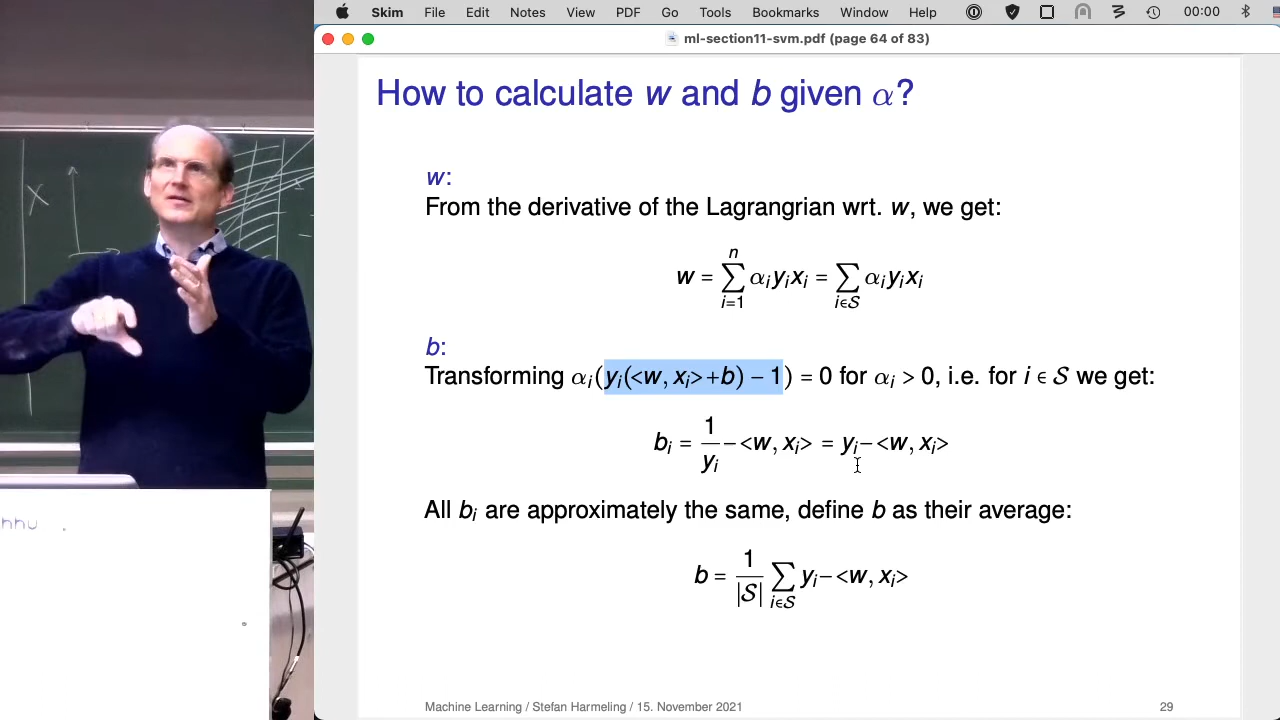 Skim File Edit Notes View PDF Go Tools Bookmarks Window Help 00:00
ml-section11-svm.pdf (page 64 of 83)
How to calculate w and b given α?
w:
From the derivative of the Lagrangrian wrt. w, we get:
w = ∑_{i=1}^{n} α_i y_i x_i = ∑_{i∈S} α_i y_i x_i
b:
Transforming α_i(y_i(<w, x_i>+b) − 1) = 0 for α_i > 0, i.e. for i ∈ S we get:
b_i = 1/y_i −<w, x_i> = y_i−<w, x_i>
All b_i are approximately the same, define b as their average:
b = 1/|S| ∑_{i∈S} y_i−<w, x_i>
Machine Learning / Stefan Harmeling / 15. November 2021 29
X